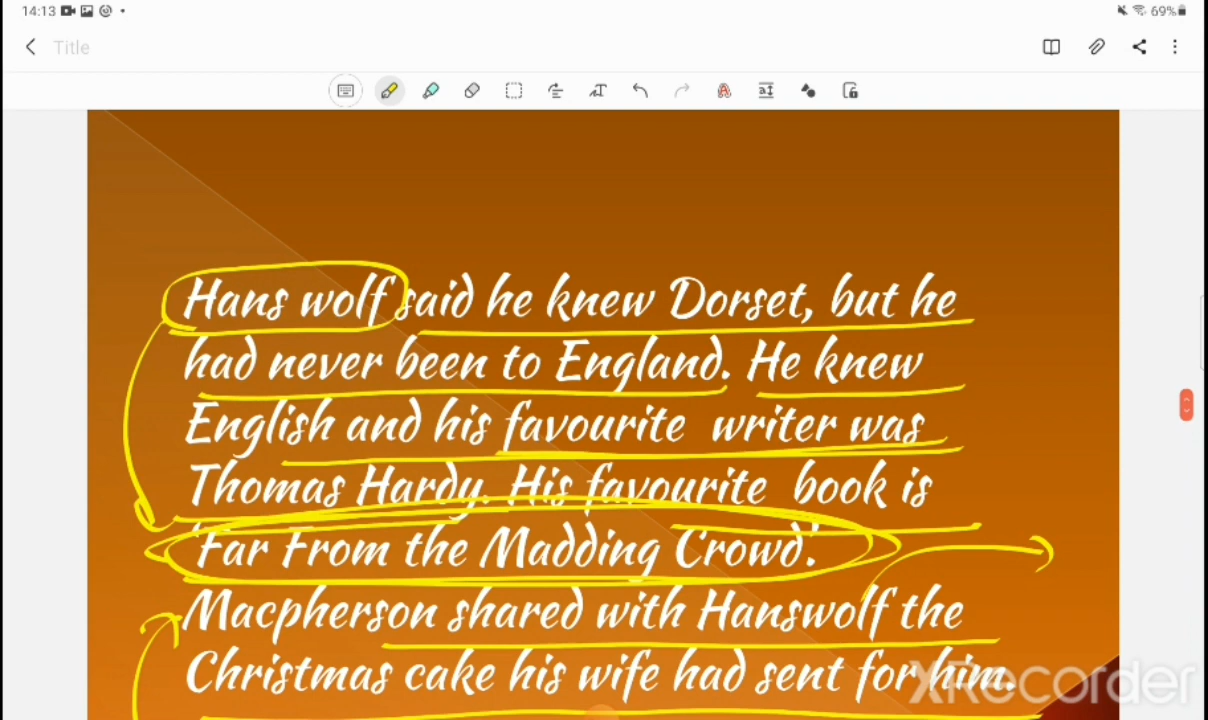 14:13
69%
Title
Hans wolf said he knew Dorset, but he
had never been to England. He knew
English and his favourite writer was
Thomas Hardy. His favourite book is
'Far From the Madding Crowd'.
Macpherson shared with Hanswolf the
Christmas cake his wife had sent for him.
XRecorder